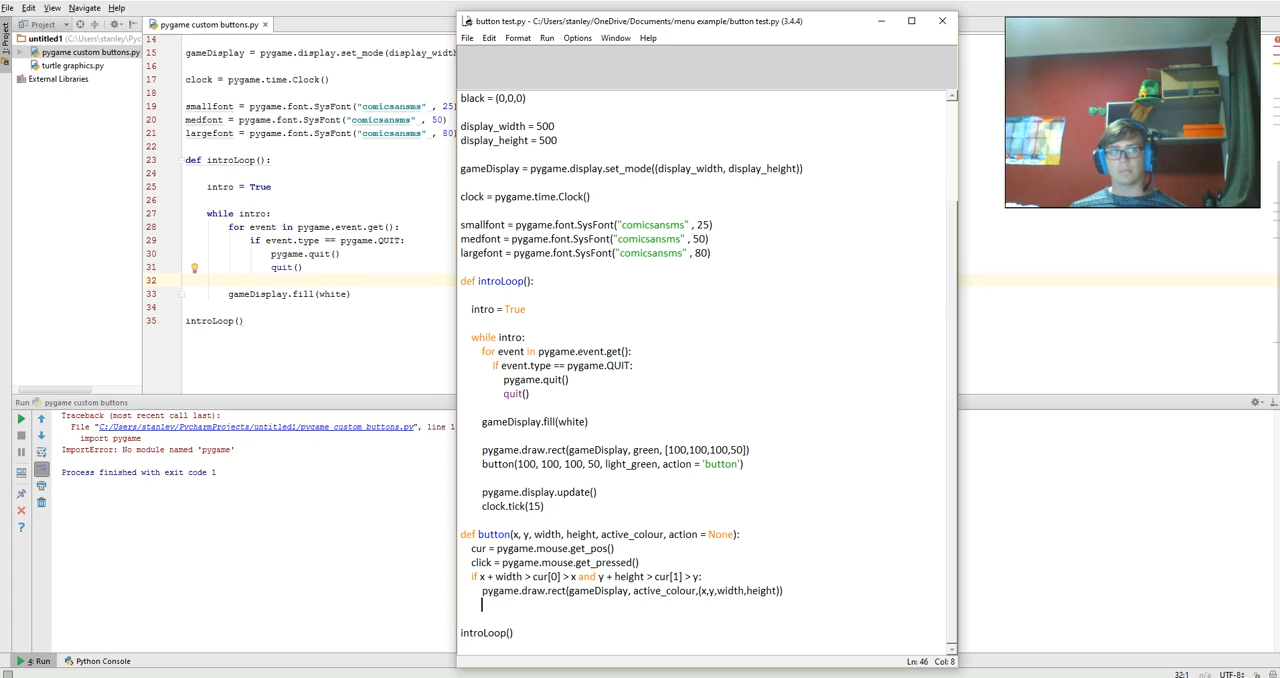 File Edit View Navigate Help
Project
untitled1 (C:\Users\stanley\P
pygame custom buttons.py
turtle graphics.py
External Libraries
pygame custom buttons.py
14
15 gameDisplay = pygame.display.set_mode(display_widt
16
17 clock = pygame.time.Clock()
18
19 smallfont = pygame.font.SysFont("comicsansms" , 25)
20 medfont = pygame.font.SysFont("comicsansms" , 50)
21 largefont = pygame.font.SysFont("comicsansms" , 80)
22
23 def introLoop():
24
25 intro = True
26
27 while intro:
28 for event in pygame.event.get():
29 if event.type == pygame.QUIT:
30 pygame.quit()
31 quit()
32
33 gameDisplay.fill(white)
34
35 introLoop()
Run pygame custom buttons
Traceback (most recent call last):
File "C:/Users/stanley/PycharmProjects/untitled1/pygame custom buttons.py", line 1
import pygame
ImportError: No module named 'pygame'
Process finished with exit code 1
4: Run Python Console
button test.py - C:/Users/stanley/OneDrive/Documents/menu example/button test.py (3.4.4)
File Edit Format Run Options Window Help
black = (0,0,0)
display_width = 500
display_height = 500
gameDisplay = pygame.display.set_mode((display_width, display_height))
clock = pygame.time.Clock()
smallfont = pygame.font.SysFont("comicsansms" , 25)
medfont = pygame.font.SysFont("comicsansms" , 50)
largefont = pygame.font.SysFont("comicsansms" , 80)
def introLoop():
intro = True
while intro:
for event in pygame.event.get():
if event.type == pygame.QUIT:
pygame.quit()
quit()
gameDisplay.fill(white)
pygame.draw.rect(gameDisplay, green, [100,100,100,50])
button(100, 100, 100, 50, light_green, action = 'button')
pygame.display.update()
clock.tick(15)
def button(x, y, width, height, active_colour, action = None):
cur = pygame.mouse.get_pos()
click = pygame.mouse.get_pressed()
if x + width > cur[0] > x and y + height > cur[1] > y:
pygame.draw.rect(gameDisplay, active_colour,(x,y,width,height))
introLoop()
Ln: 46 Col: 8
32:1 n/a UTF-8